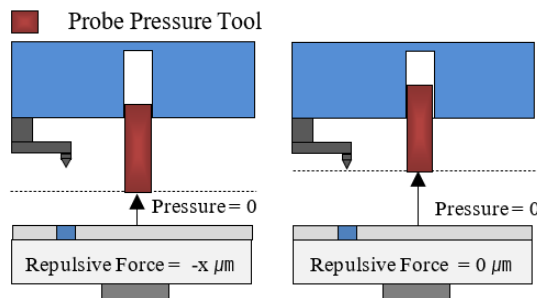 Probe Pressure Tool
Pressure = 0
Pressure = 0
Repulsive Force = -x μm
Repulsive Force = 0 μm